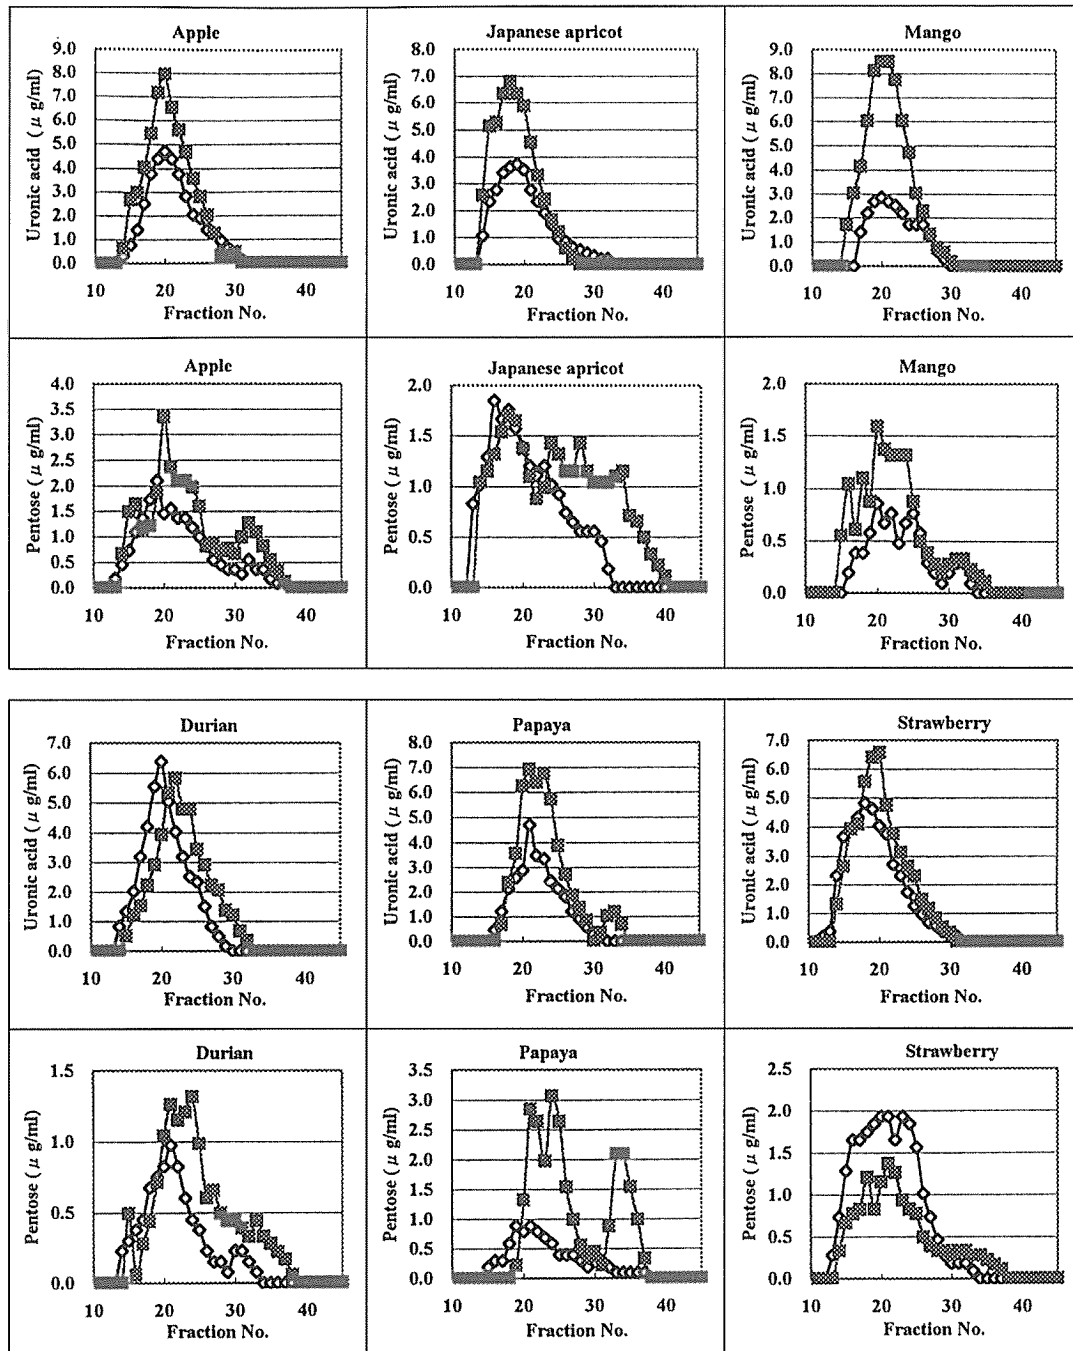 Apple
Uronic acid ( μ g/ml)
9.0
8.0
7.0
6.0
5.0
4.0
3.0
2.0
1.0
0.0
10 20 30 40
Fraction No.
Japanese apricot
Uronic acid ( μ g/ml)
8.0
7.0
6.0
5.0
4.0
3.0
2.0
1.0
0.0
10 20 30 40
Fraction No.
Mango
Uronic acid ( μ g/ml)
9.0
8.0
7.0
6.0
5.0
4.0
3.0
2.0
1.0
0.0
10 20 30 40
Fraction No.
Apple
Pentose ( μ g/ml)
4.0
3.5
3.0
2.5
2.0
1.5
1.0
0.5
0.0
10 20 30 40
Fraction No.
Japanese apricot
Pentose ( μ g/ml)
2.0
1.5
1.0
0.5
0.0
10 20 30 40
Fraction No.
Mango
Pentose ( μ g/ml)
2.0
1.5
1.0
0.5
0.0
10 20 30 40
Fraction No.
Durian
Uronic acid ( μ g/ml)
7.0
6.0
5.0
4.0
3.0
2.0
1.0
0.0
10 20 30 40
Fraction No.
Papaya
Uronic acid ( μ g/ml)
8.0
7.0
6.0
5.0
4.0
3.0
2.0
1.0
0.0
10 20 30 40
Fraction No.
Strawberry
Uronic acid ( μ g/ml)
7.0
6.0
5.0
4.0
3.0
2.0
1.0
0.0
10 20 30 40
Fraction No.
Durian
Pentose ( μ g/ml)
1.5
1.0
0.5
0.0
10 20 30 40
Fraction No.
Papaya
Pentose ( μ g/ml)
3.5
3.0
2.5
2.0
1.5
1.0
0.5
0.0
10 20 30 40
Fraction No.
Strawberry
Pentose ( μ g/ml)
2.5
2.0
1.5
1.0
0.5
0.0
10 20 30 40
Fraction No.